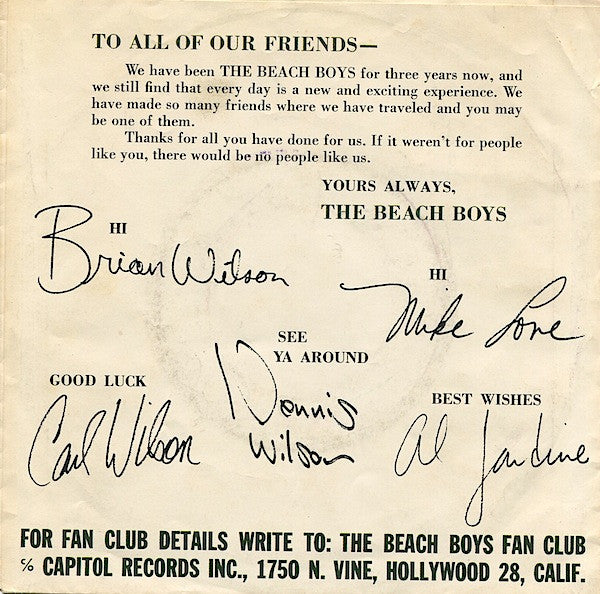 TO ALL OF OUR FRIENDS—
We have been THE BEACH BOYS for three years now, and
we still find that every day is a new and exciting experience. We
have made so many friends where we have traveled and you may
be one of them.
Thanks for all you have done for us. If it weren't for people
like you, there would be no people like us.
YOURS ALWAYS,
THE BEACH BOYS
HI
Brian Wilson
HI
Mike Love
SEE
YA AROUND
Dennis
Wilson
GOOD LUCK
Carl Wilson
BEST WISHES
Al Jardine
FOR FAN CLUB DETAILS WRITE TO: THE BEACH BOYS FAN CLUB
℅ CAPITOL RECORDS INC., 1750 N. VINE, HOLLYWOOD 28, CALIF.